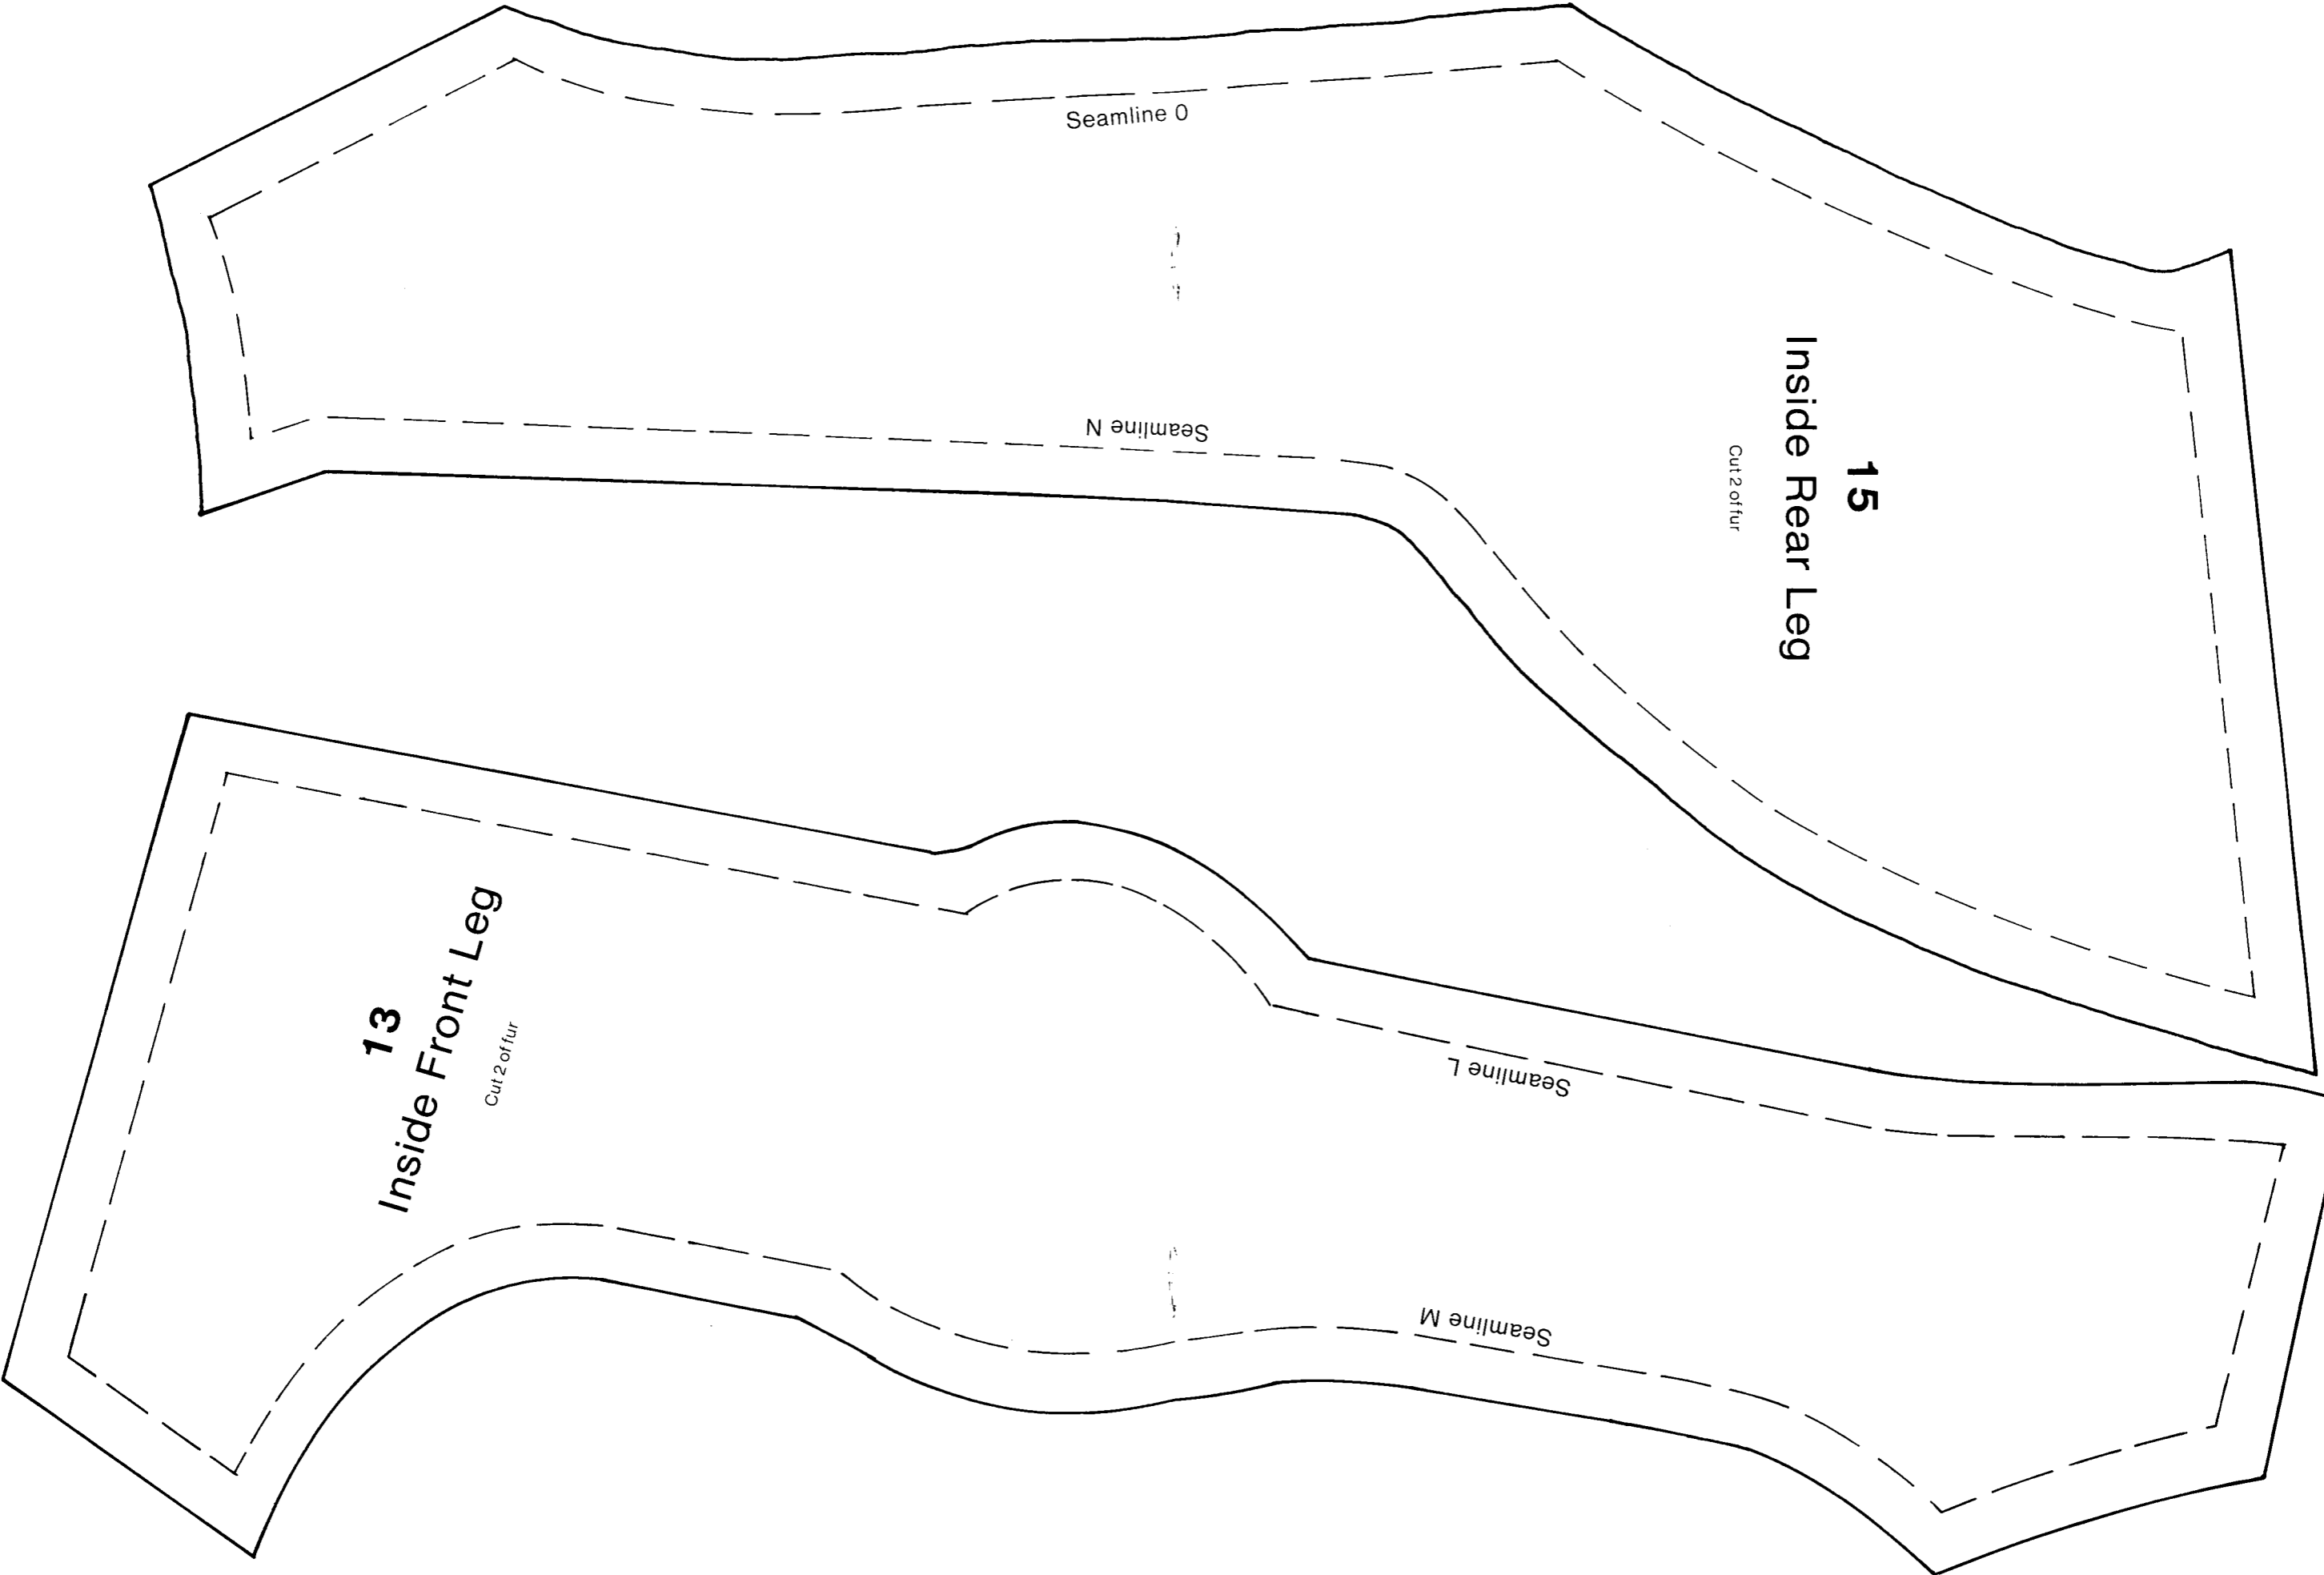 Seamline O
Seamline N
15
Inside Rear Leg
Cut 2 of fur
13
Inside Front Leg
Cut 2 of fur
Seamline L
Seamline M